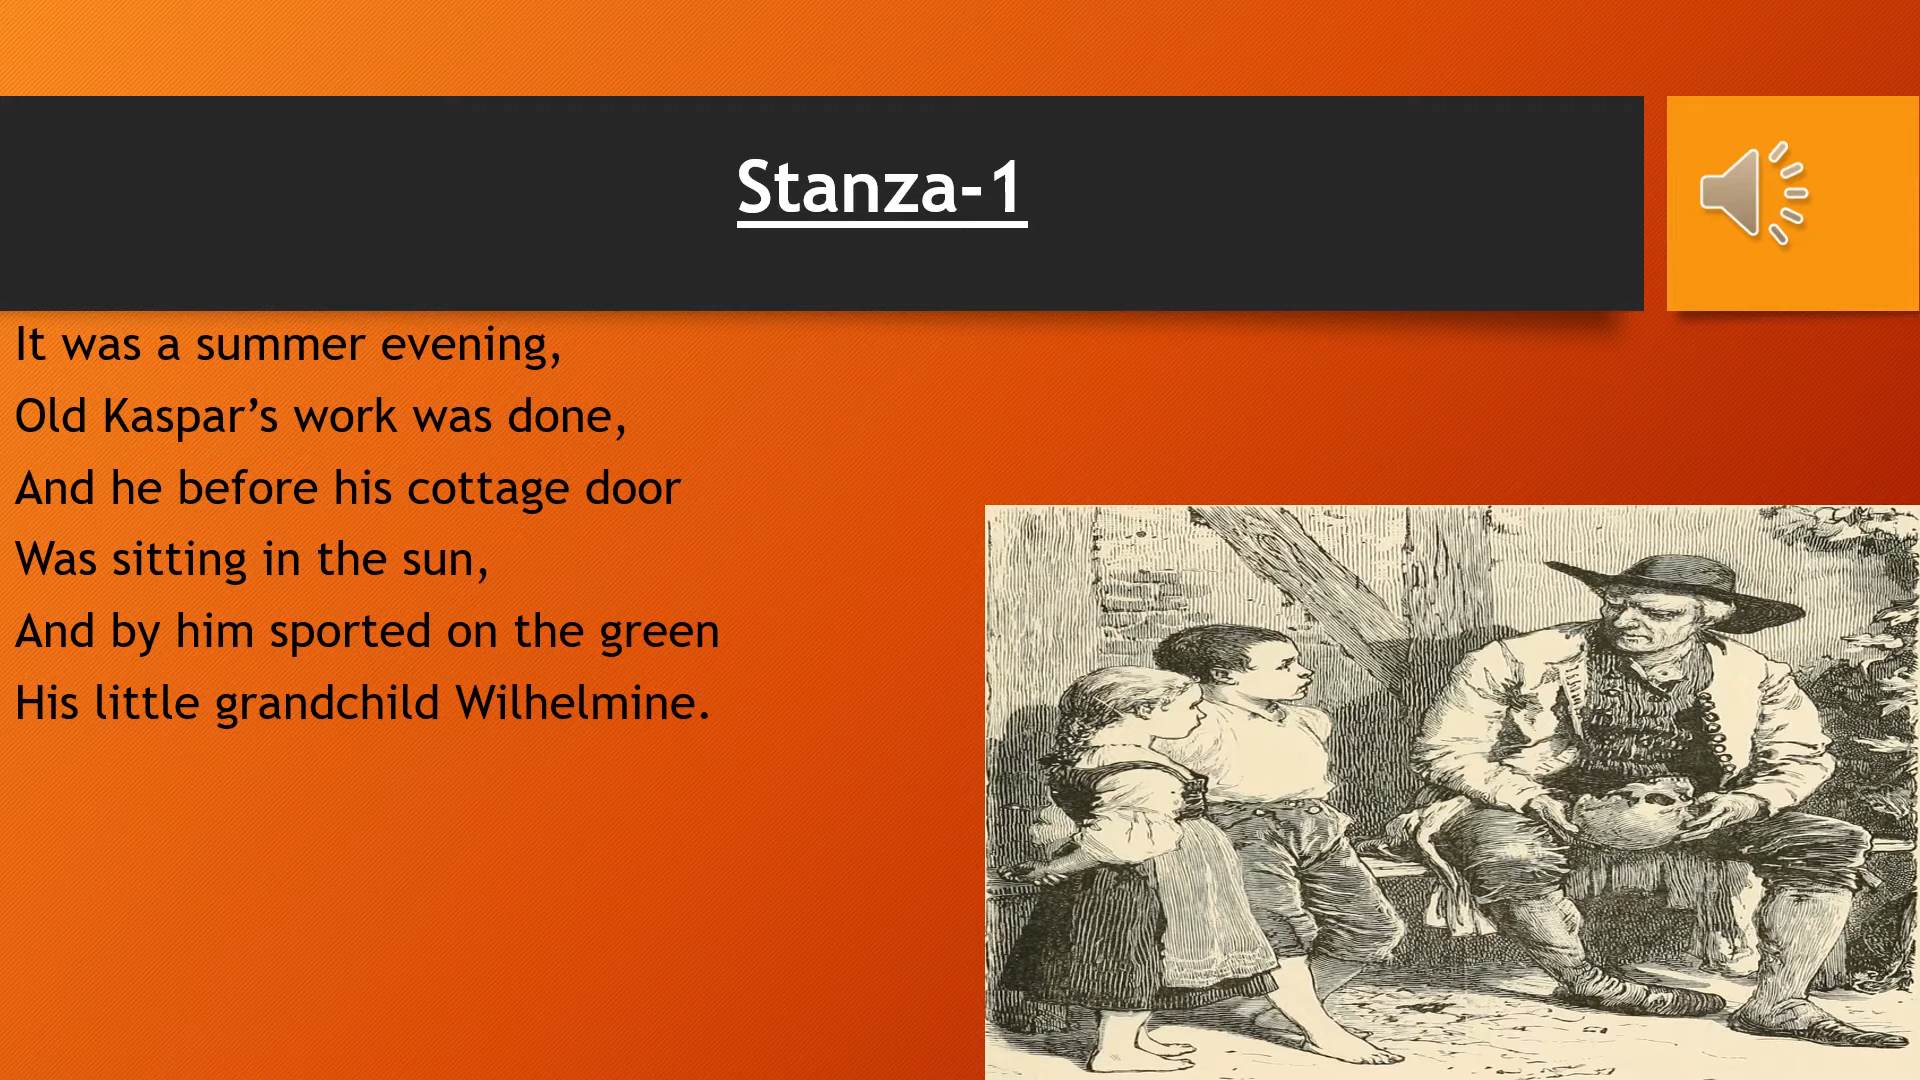 Stanza-1
It was a summer evening,
Old Kaspar’s work was done,
And he before his cottage door
Was sitting in the sun,
And by him sported on the green
His little grandchild Wilhelmine.